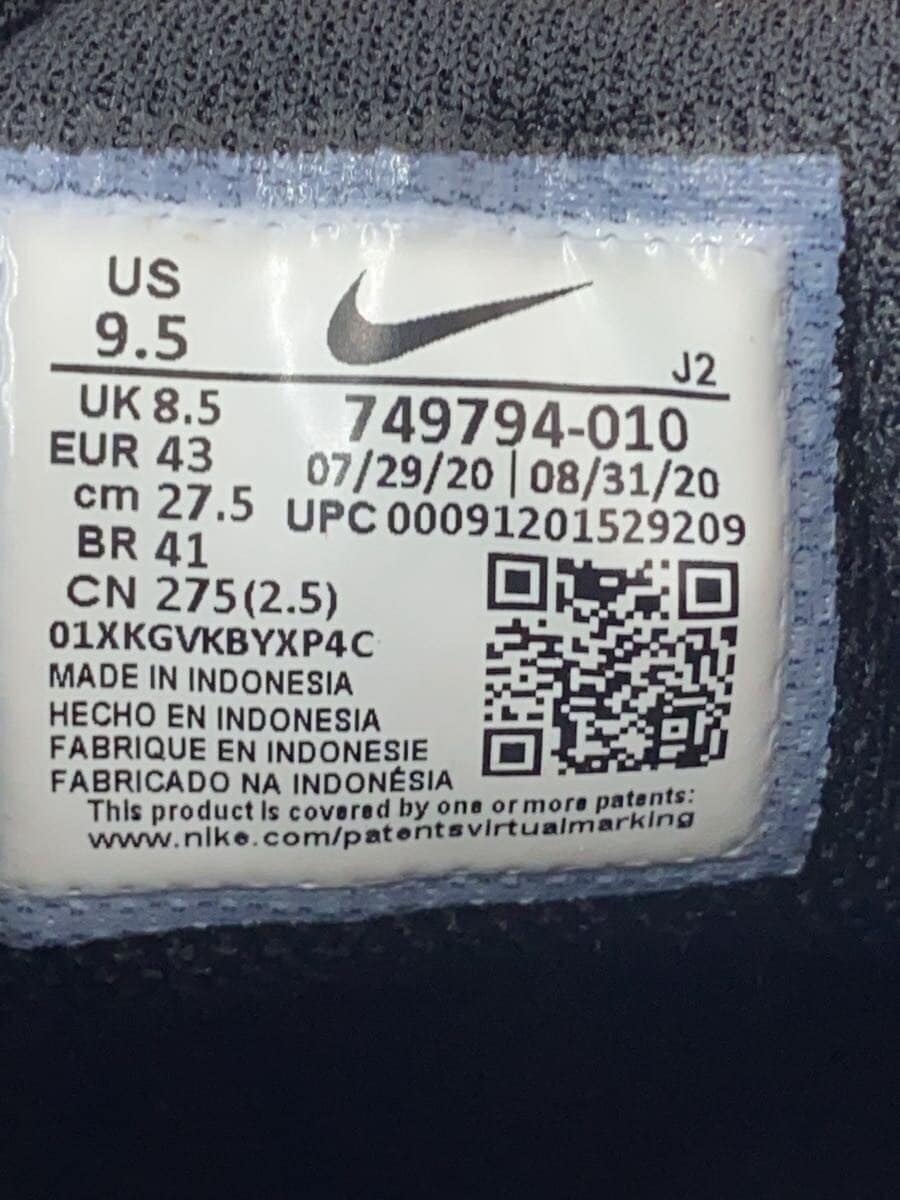 US
9.5
J2
UK 8.5
749794-010
EUR 43
07/29/20 | 08/31/20
cm 27.5
UPC 00091201529209
BR 41
CN 275(2.5)
01XKGVKBYXP4C
MADE IN INDONESIA
HECHO EN INDONESIA
FABRIQUE EN INDONESIE
FABRICADO NA INDONÉSIA
This product is covered by one or more patents:
www.nike.com/patentsvirtualmarking